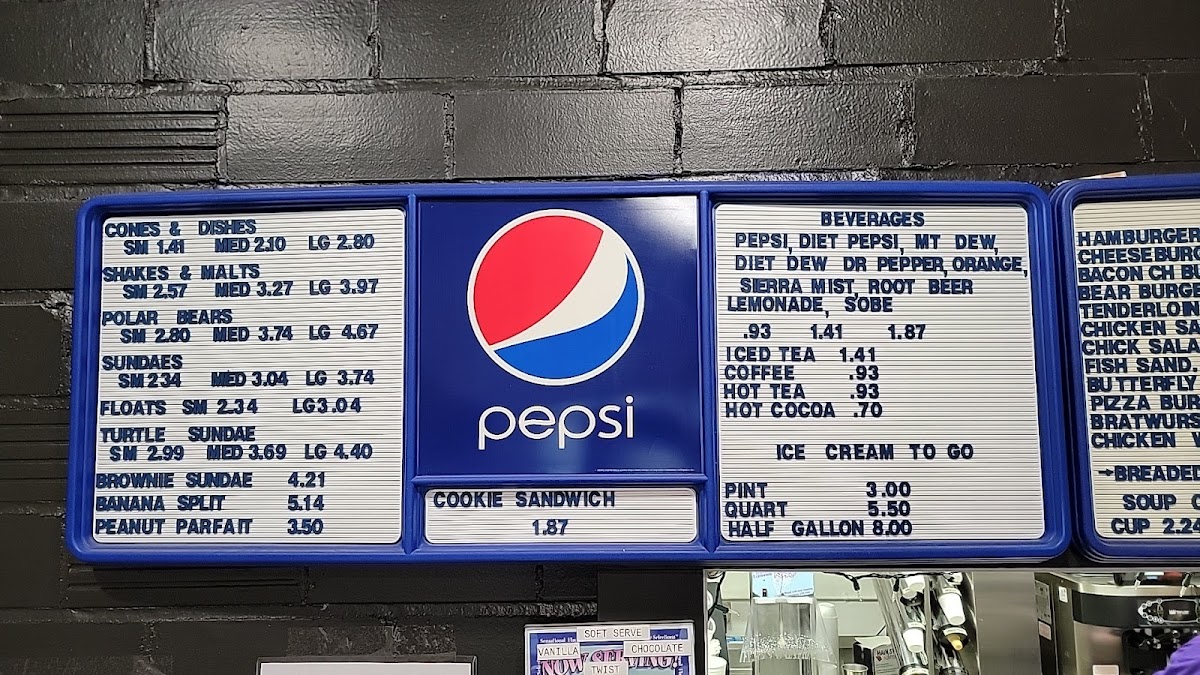 CONES & DISHES
SM 1.41 MED 2.10 LG 2.80
SHAKES & MALTS
SM 2.57 MED 3.27 LG 3.97
POLAR BEARS
SM 2.80 MED 3.74 LG 4.67
SUNDAES
SM 2.34 MED 3.04 LG 3.74
FLOATS SM 2.34 LG 3.04
TURTLE SUNDAE
SM 2.99 MED 3.69 LG 4.40
BROWNIE SUNDAE 4.21
BANANA SPLIT 5.14
PEANUT PARFAIT 3.50
pepsi
COOKIE SANDWICH
1.87
BEVERAGES
PEPSI, DIET PEPSI, MT DEW,
DIET DEW DR PEPPER, ORANGE,
SIERRA MIST, ROOT BEER
LEMONADE, SOBE
.93 1.41 1.87
ICED TEA 1.41
COFFEE .93
HOT TEA .93
HOT COCOA .70
ICE CREAM TO GO
PINT 3.00
QUART 5.50
HALF GALLON 8.00
HAMBURGER
CHEESEBURG
BACON CH BU
BEAR BURGE
TENDERLOIN
CHICKEN SA
CHICK SALA
FISH SAND.
BUTTERFLY
PIZZA BUR
BRATWURS
CHICKEN
→BREADED
SOUP
CUP 2.24
SOFT SERVE
VANILLA CHOCOLATE
NOW SERVING!
TWIST